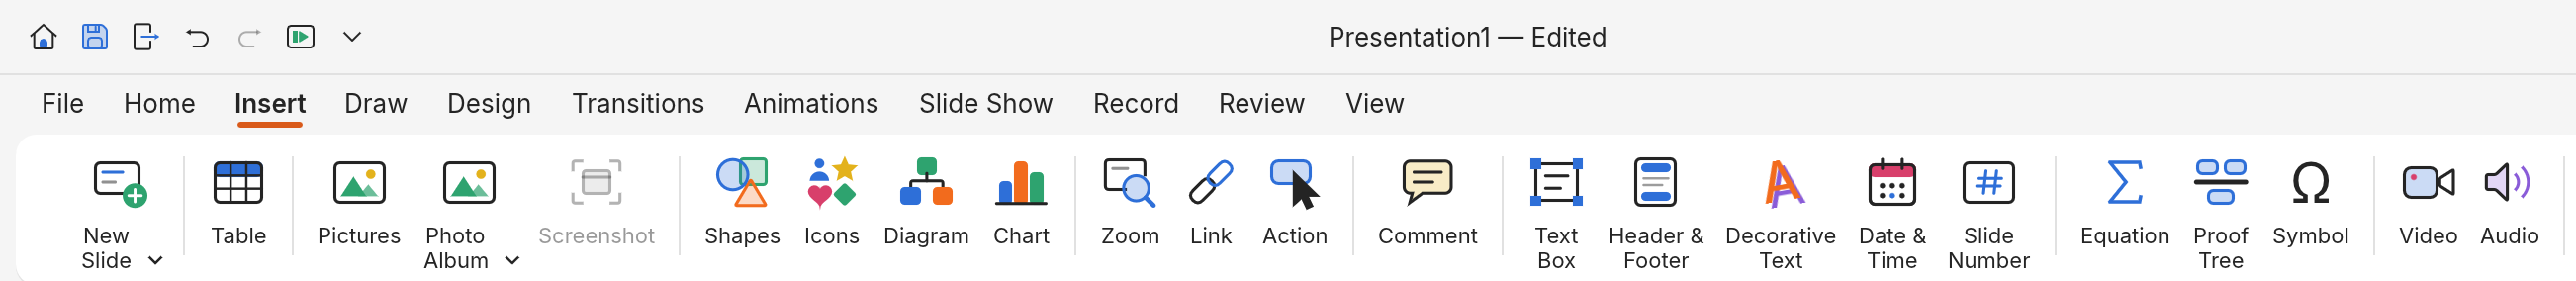 Presentation1 — Edited
File Home Insert Draw Design Transitions Animations Slide Show Record Review View
New Slide
Table
Pictures
Photo Album
Screenshot
Shapes
Icons
Diagram
Chart
Zoom
Link
Action
Comment
Text Box
Header & Footer
Decorative Text
Date & Time
Slide Number
Equation
Proof Tree
Symbol
Video
Audio